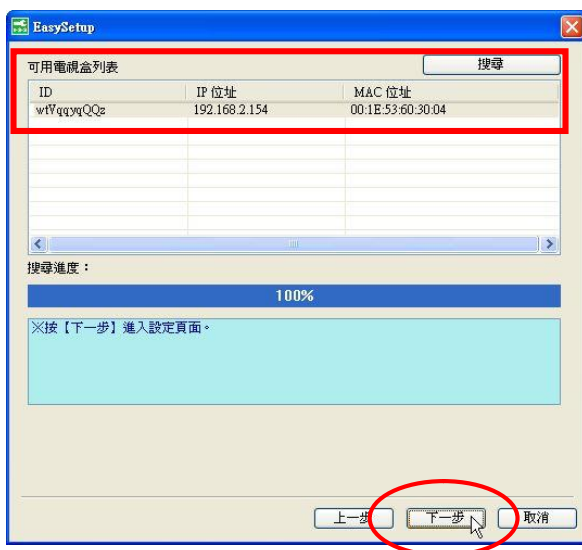 EasySetup
可用電視盒列表 搜尋
ID IP 位址 MAC 位址
wtVqqyqQQz 192.168.2.154 00:1E:53:60:30:04
搜尋進度：
100%
※按【下一步】進入設定頁面。
上一步 下一步 取消